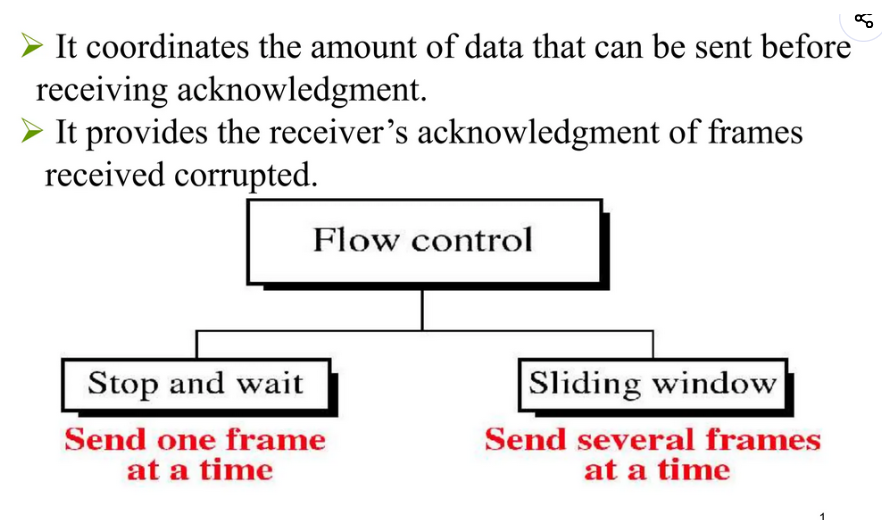 ➢ It coordinates the amount of data that can be sent before
receiving acknowledgment.
➢ It provides the receiver’s acknowledgment of frames
received corrupted.
Flow control
Stop and wait
Sliding window
Send one frame
at a time
Send several frames
at a time
1